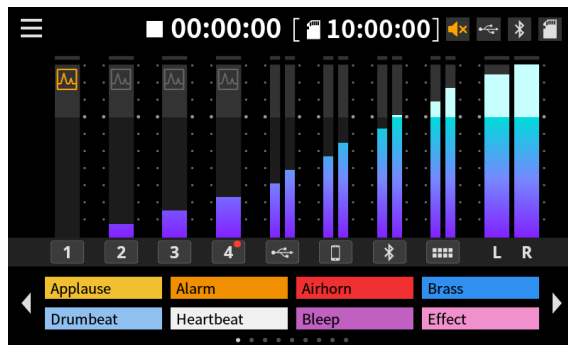 00:00:00 [ 10:00:00]
1 2 3 4 L R
Applause Alarm Airhorn Brass
Drumbeat Heartbeat Bleep Effect